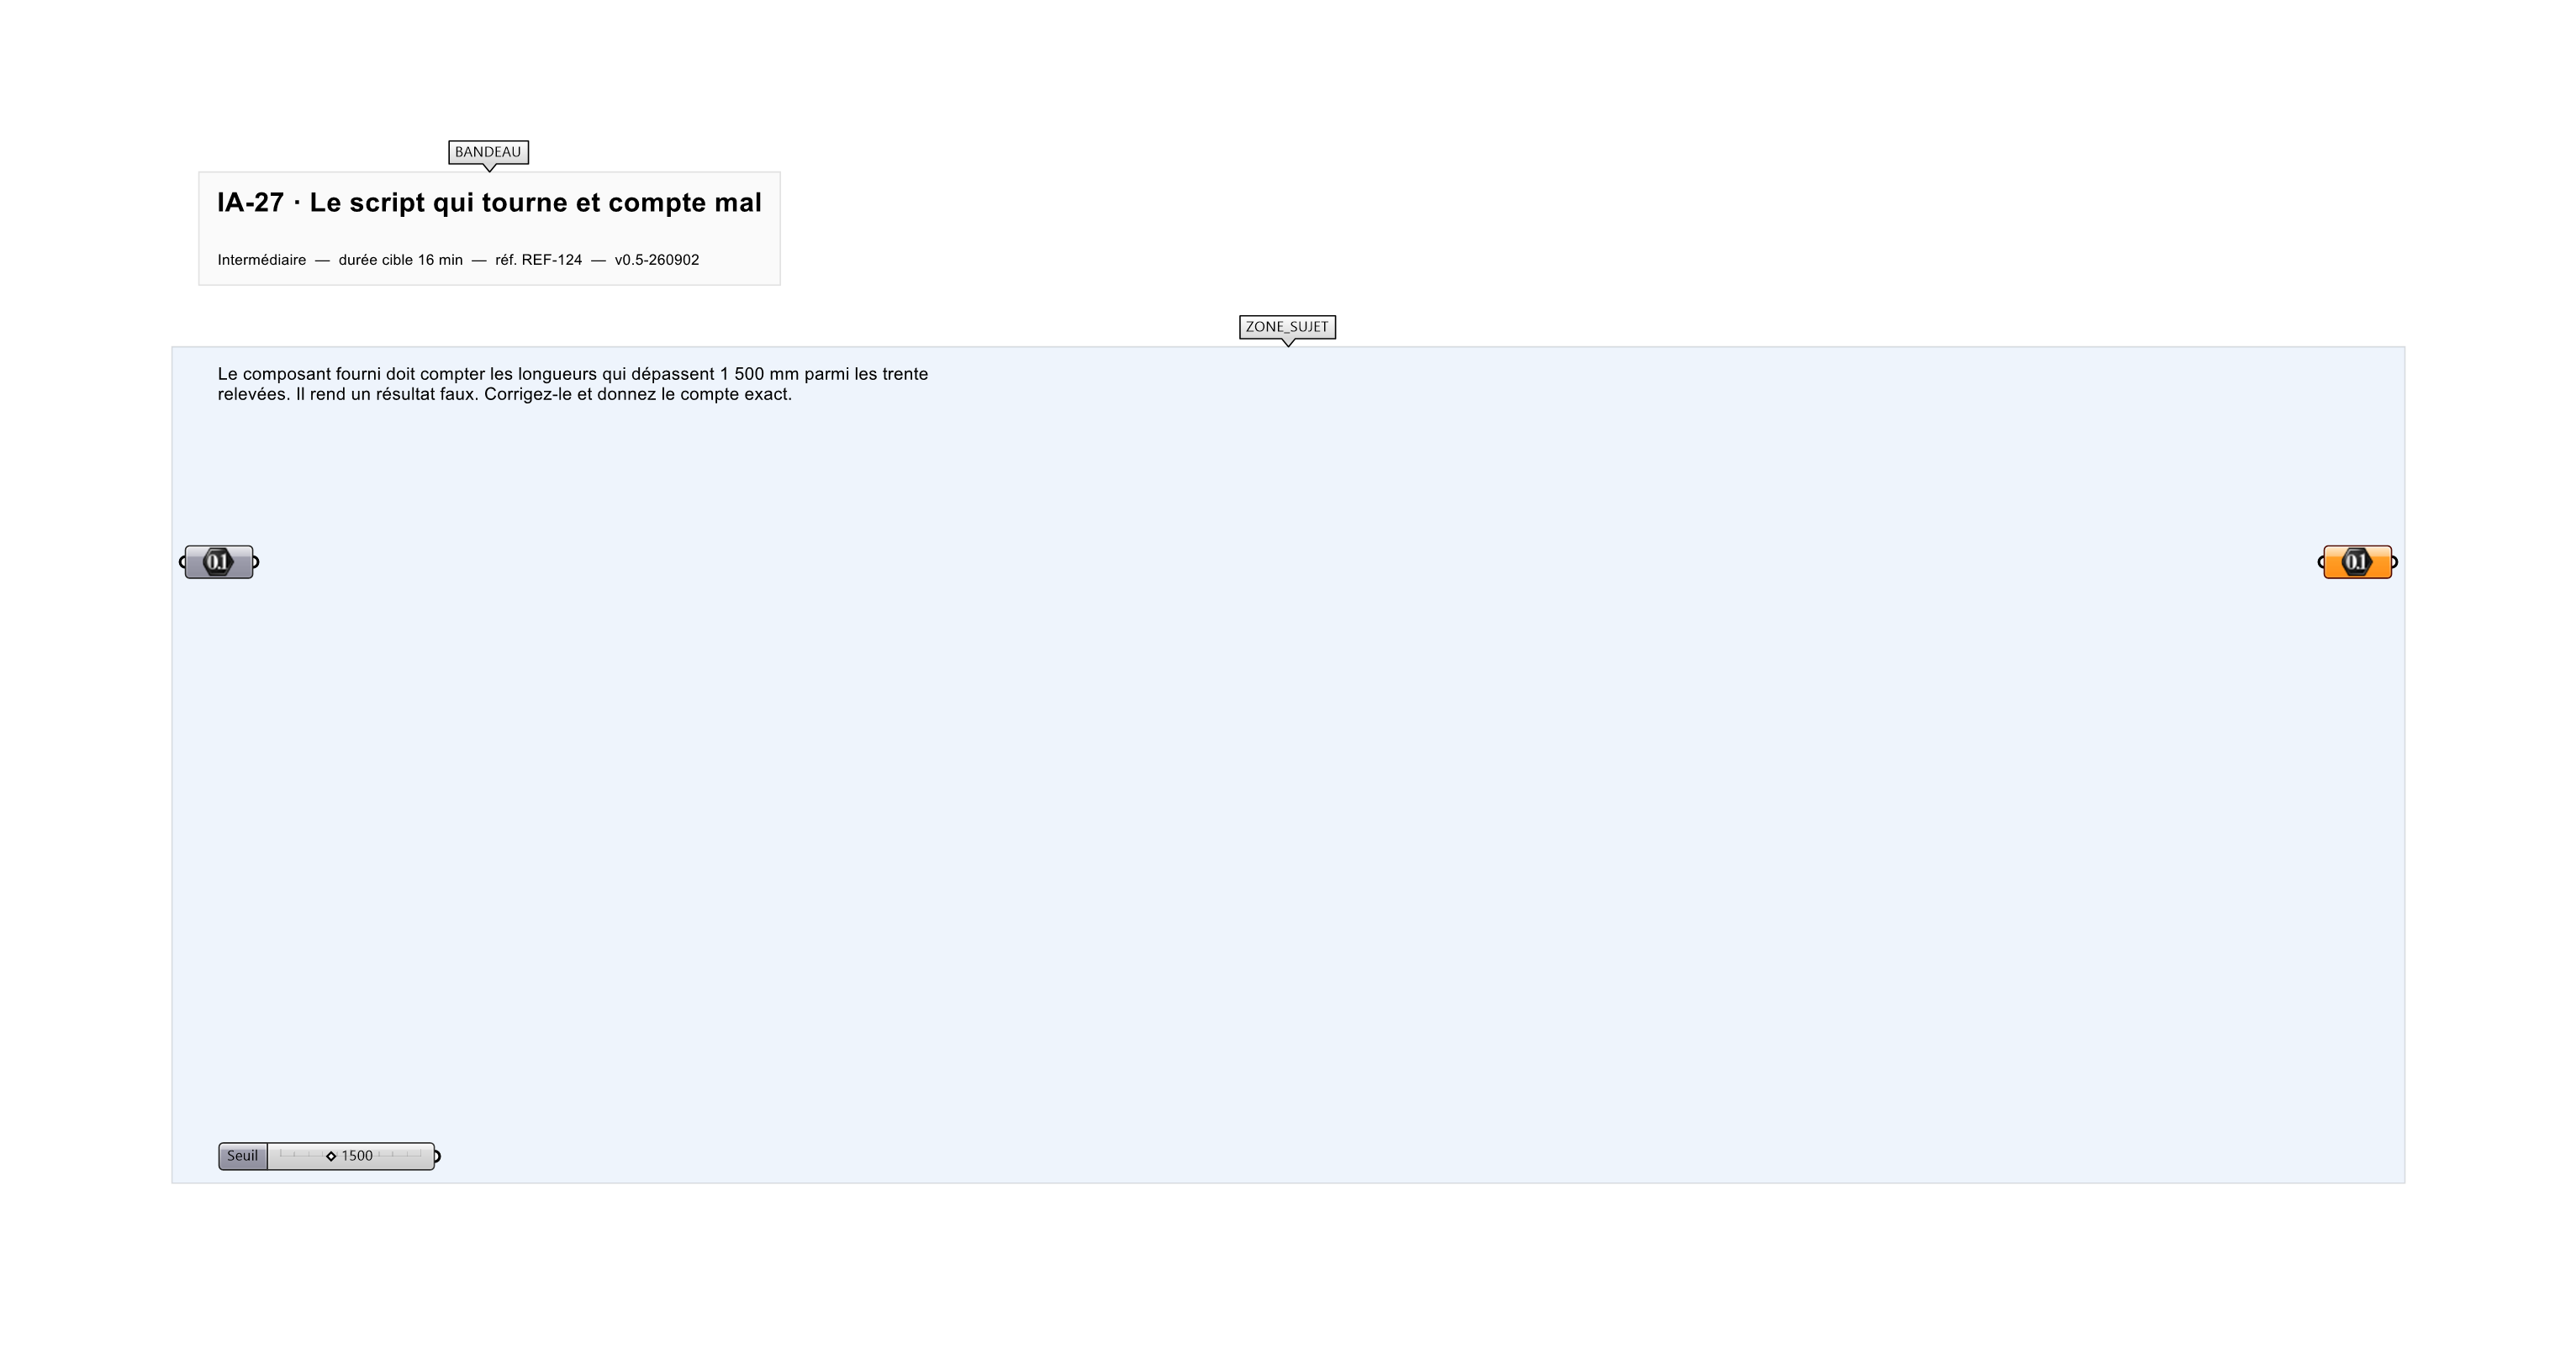 BANDEAU
IA-27 · Le script qui tourne et compte mal
Intermédiaire — durée cible 16 min — réf. REF-124 — v0.5-260902
ZONE_SUJET
Le composant fourni doit compter les longueurs qui dépassent 1 500 mm parmi les trente
relevées. Il rend un résultat faux. Corrigez-le et donnez le compte exact.
0.1
0.1
Seuil 1500